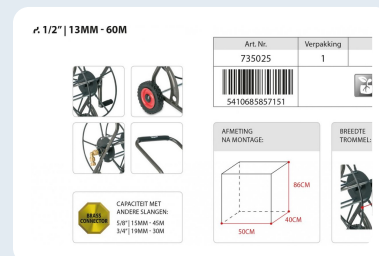 r. 1/2" | 13MM - 60M
Art. Nr. Verpakking
735025 1
5410685857151
AFMETING
NA MONTAGE:
86CM
40CM
50CM
BREEDTE
TROMMEL:
BRASS
CONNECTOR
CAPACITEIT MET
ANDERE SLANGEN:
5/8" | 15MM - 45M
3/4" | 19MM - 30M